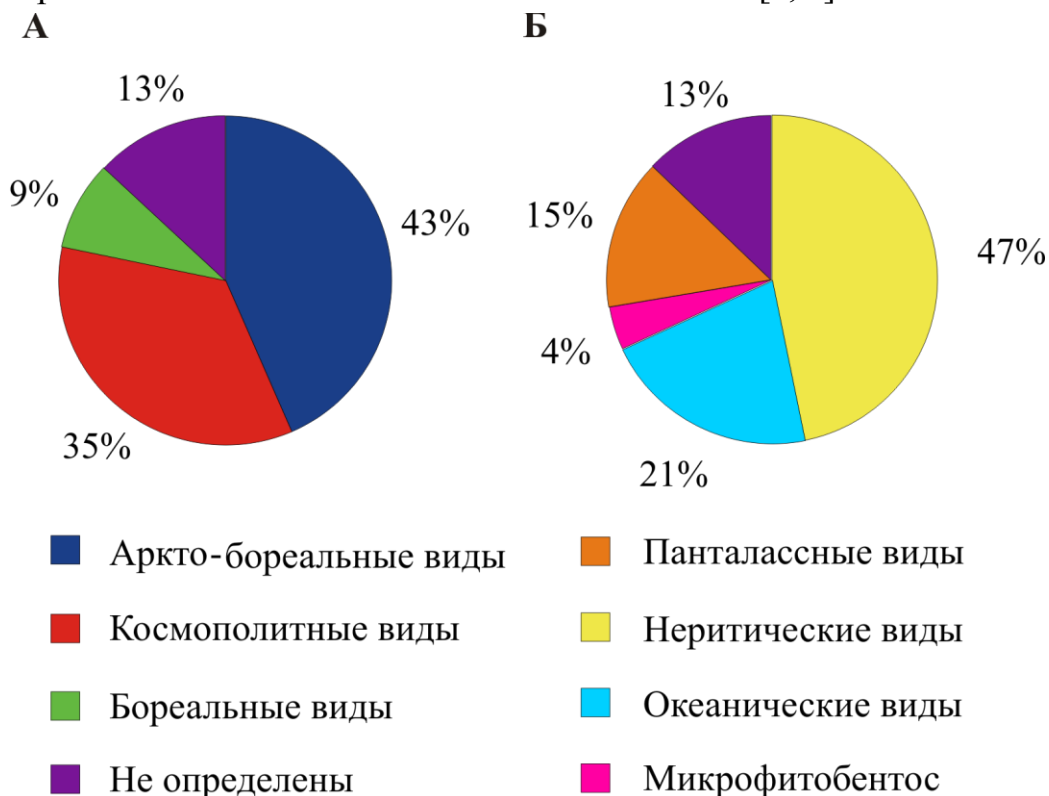 А Б
13% 13%
9% 43% 15% 47%
35% 4%
21%
Аркто-бореальные виды Панталассные виды
Космополитные виды Неритические виды
Бореальные виды Океанические виды
Не определены Микрофитобентос